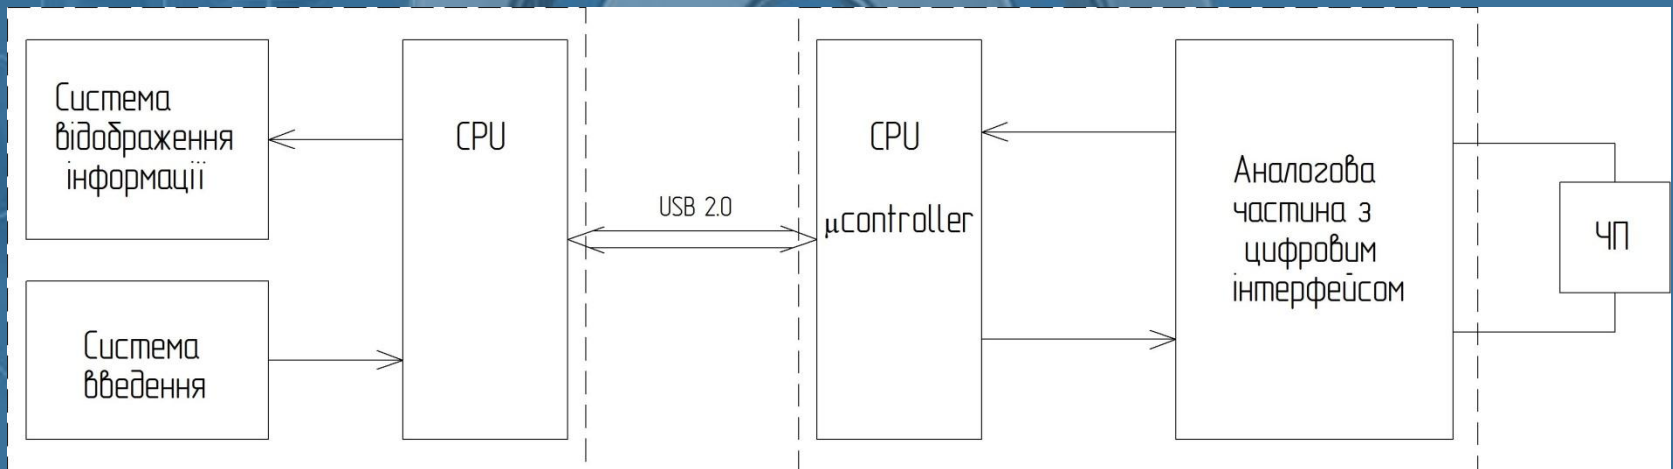 Система
відображення
інформації
CPU
Система
введення
USB 2.0
CPU
μcontroller
Аналогова
частина з
цифровим
інтерфейсом
ЧП